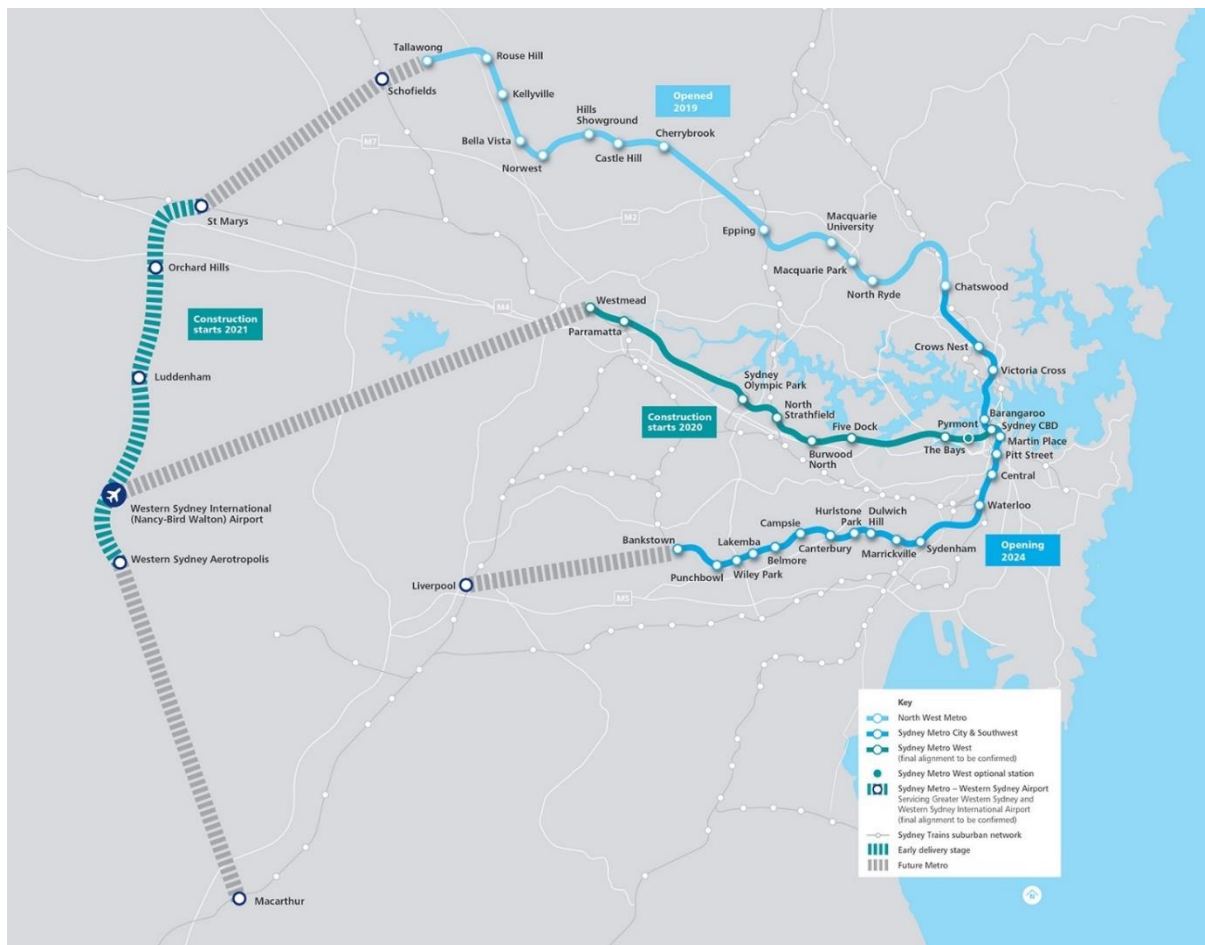 Tallawong
Rouse Hill
Schofields
Kellyville
Opened
2019
Hills
Showground
Cherrybrook
Bella Vista
M7
Castle Hill
Norwest
St Marys
M2
Macquarie
University
Epping
Orchard Hills
Macquarie Park
North Ryde
Chatswood
Westmead
M4
Construction
starts 2021
Parramatta
Crows Nest
Luddenham
Victoria Cross
Sydney
Olympic Park
North
Strathfield
Construction
starts 2020
Five Dock
Pyrmont
Barangaroo
Sydney CBD
Martin Place
Burwood
North
The Bays
Pitt Street
Central
Western Sydney International
(Nancy-Bird Walton) Airport
Waterloo
Hurlstone
Park
Dulwich
Hill
Campsie
Bankstown
Lakemba
Canterbury
Belmore
Marrickville
Sydenham
Opening
2024
Western Sydney Aerotropolis
Punchbowl
Wiley Park
Liverpool
M5
Key
North West Metro
Sydney Metro City & Southwest
Sydney Metro West
(final alignment to be confirmed)
Sydney Metro West optional station
Sydney Metro – Western Sydney Airport
Servicing Greater Western Sydney and
Western Sydney International Airport
(final alignment to be confirmed)
Sydney Trains suburban network
Early delivery stage
Future Metro
Macarthur